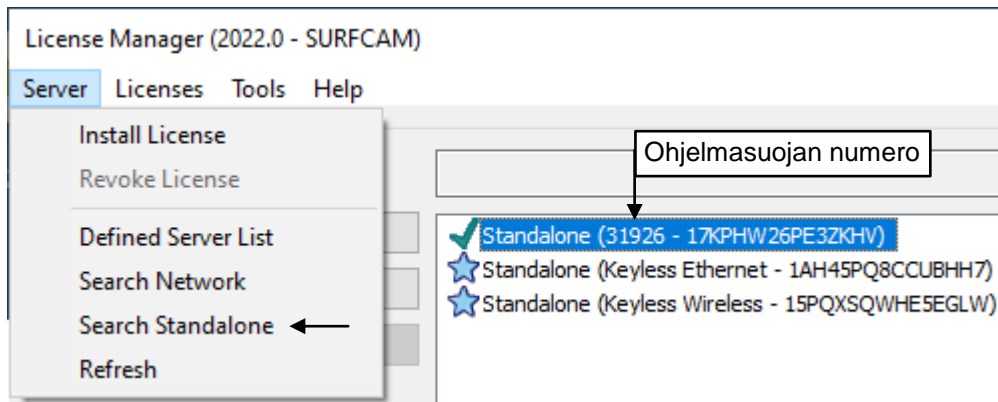 License Manager (2022.0 - SURFCAM)
Server Licenses Tools Help
Install License
Revoke License
Defined Server List
Search Network
Search Standalone
Refresh
Ohjelmasuojan numero
Standalone (31926 - 17KPHW26PE3ZKHV)
Standalone (Keyless Ethernet - 1AH45PQ8CCUBHH7)
Standalone (Keyless Wireless - 15PQXSQWHE5EGLW)